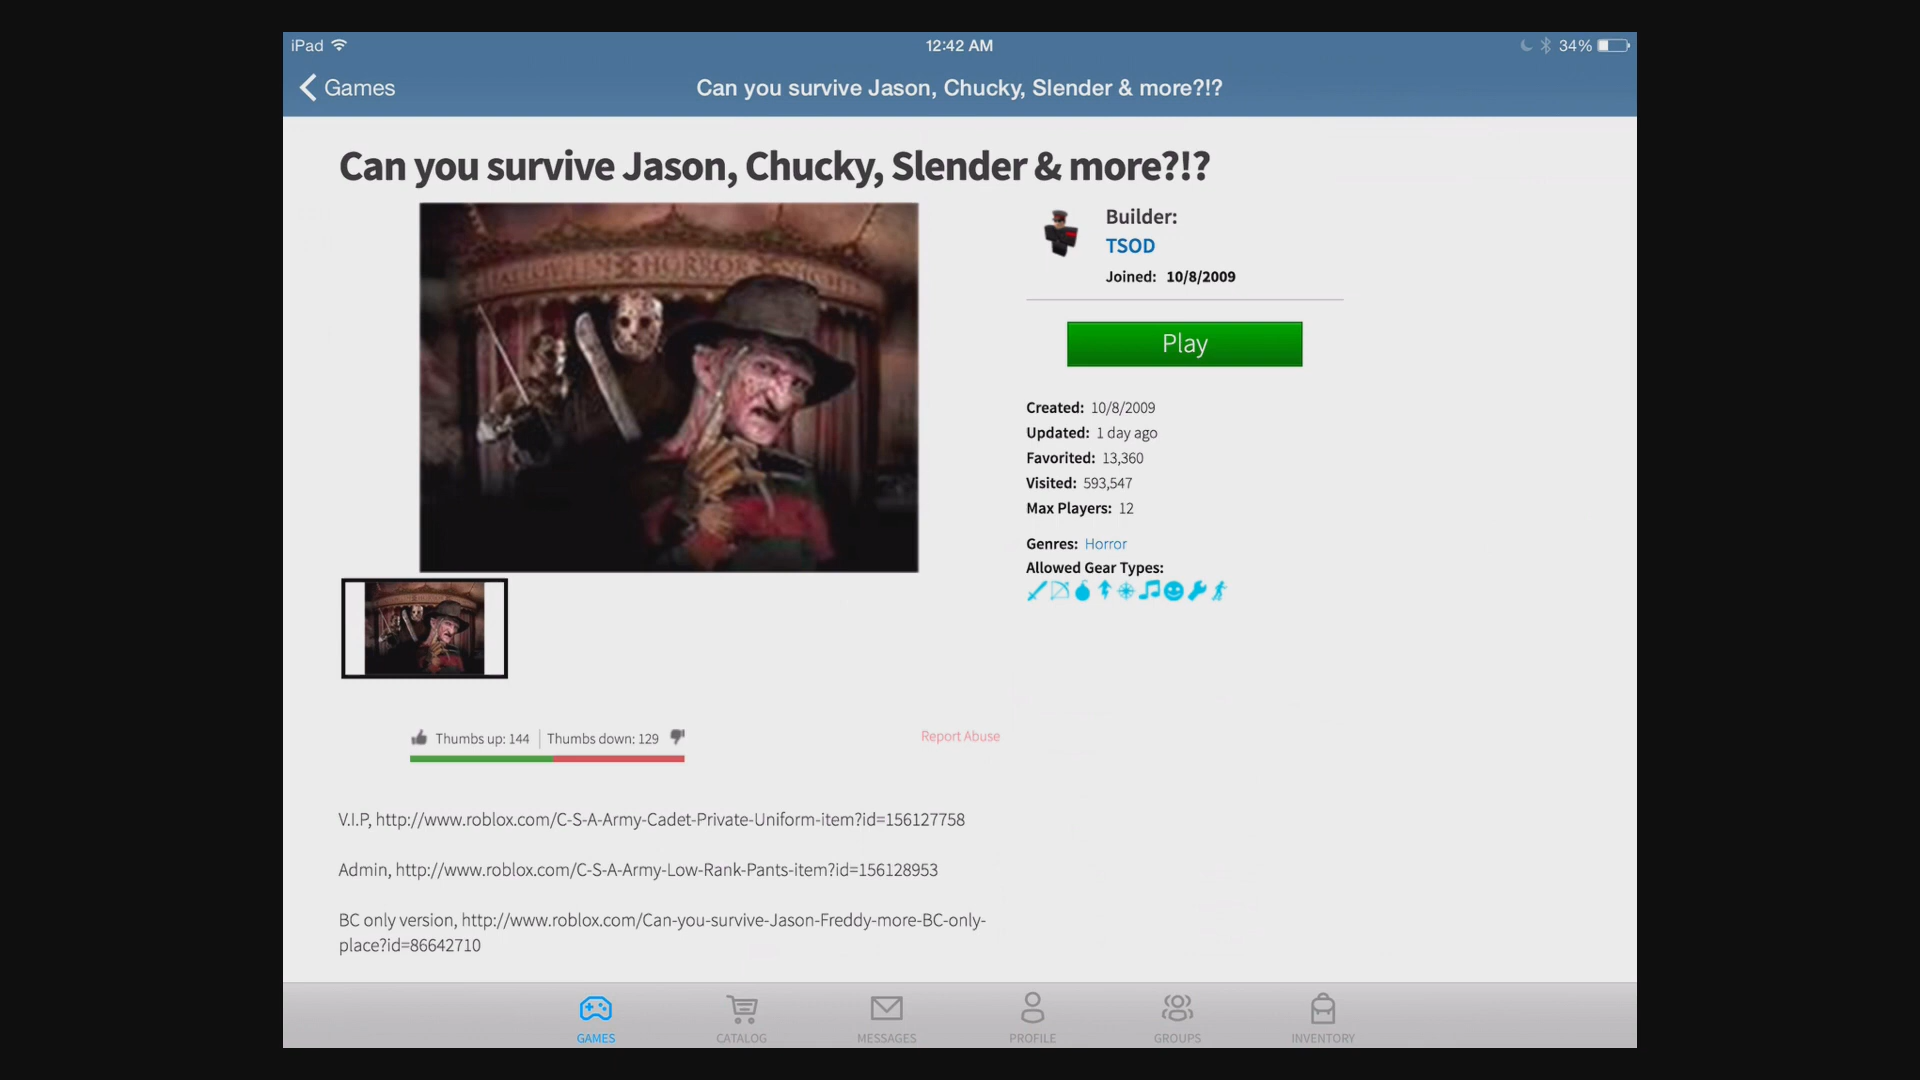 iPad
12:42 AM
34%
Games
Can you survive Jason, Chucky, Slender & more?!?
Can you survive Jason, Chucky, Slender & more?!?
HORROR
Builder:
TSOD
Joined: 10/8/2009
Play
Created: 10/8/2009
Updated: 1 day ago
Favorited: 13,360
Visited: 593,547
Max Players: 12
Genres: Horror
Allowed Gear Types:
Thumbs up: 144
Thumbs down: 129
Report Abuse
V.I.P, http://www.roblox.com/C-S-A-Army-Cadet-Private-Uniform-item?id=156127758
Admin, http://www.roblox.com/C-S-A-Army-Low-Rank-Pants-item?id=156128953
BC only version, http://www.roblox.com/Can-you-survive-Jason-Freddy-more-BC-only-
place?id=86642710
GAMES
CATALOG
MESSAGES
PROFILE
GROUPS
INVENTORY